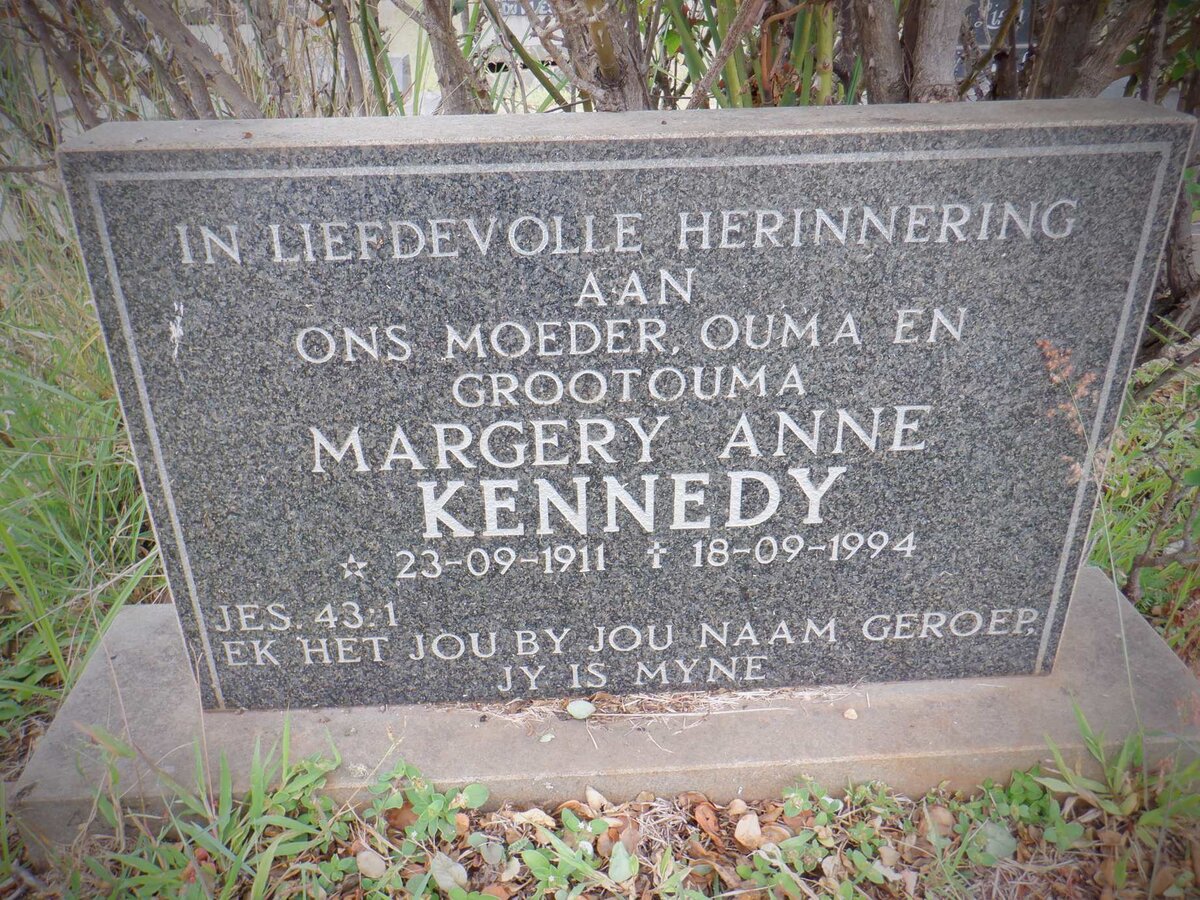 IN LIEFDEVOLLE HERINNERING
AAN
ONS MOEDER, OUMA EN
GROOTOUMA
MARGERY ANNE
KENNEDY
☆ 23-09-1911 ✝ 18-09-1994
JES. 43:1
EK HET JOU BY JOU NAAM GEROEP,
JY IS MYNE